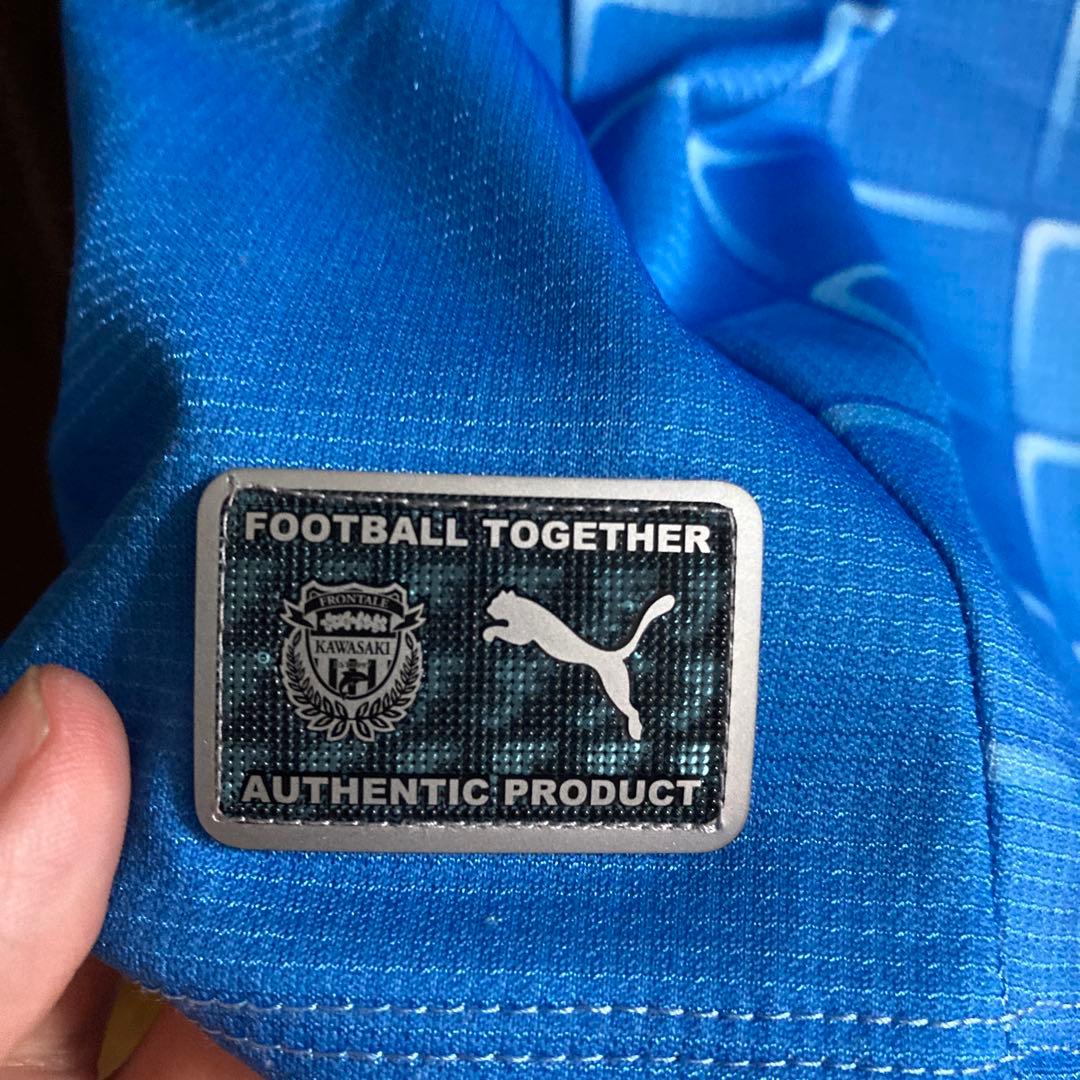 FOOTBALL TOGETHER
FRONTALE
KAWASAKI
AUTHENTIC PRODUCT